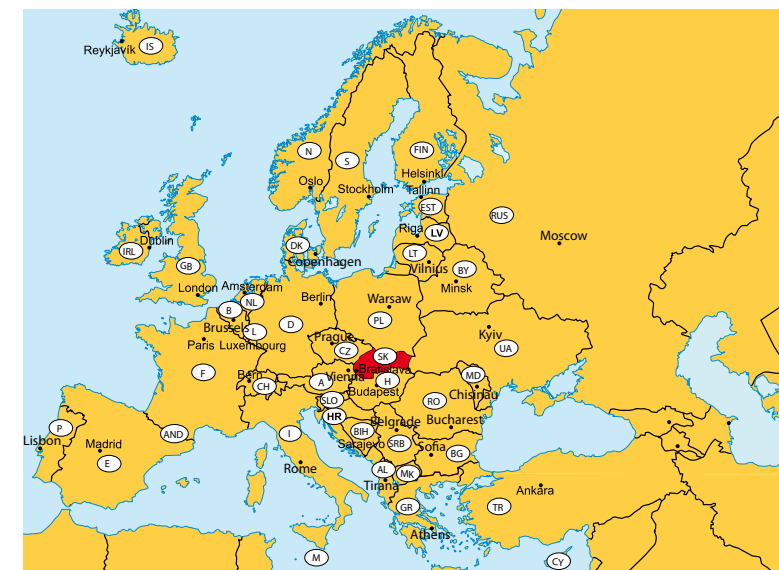 IS
Reykjavík
N
S
FIN
Oslo
Helsinki
Stockholm
Tallinn
EST
RUS
Riga
LV
Moscow
Dublin
IRL
DK
Copenhagen
LT
Vilnius
BY
Minsk
GB
London
Amsterdam
NL
Berlin
Warsaw
B
Brussels
L
D
PL
Kyiv
UA
Paris
Luxembourg
Prague
CZ
SK
Bratislava
F
Bern
CH
Vienna
A
H
Budapest
MD
Chisinau
SLO
RO
HR
P
Lisbon
Madrid
E
AND
I
Rome
BIH
Sarajevo
Belgrade
SRB
Bucharest
Sofia
BG
AL
Tirana
MK
GR
Athens
Ankara
TR
M
CY